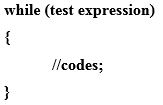 while (test expression)
{
//codes;
}